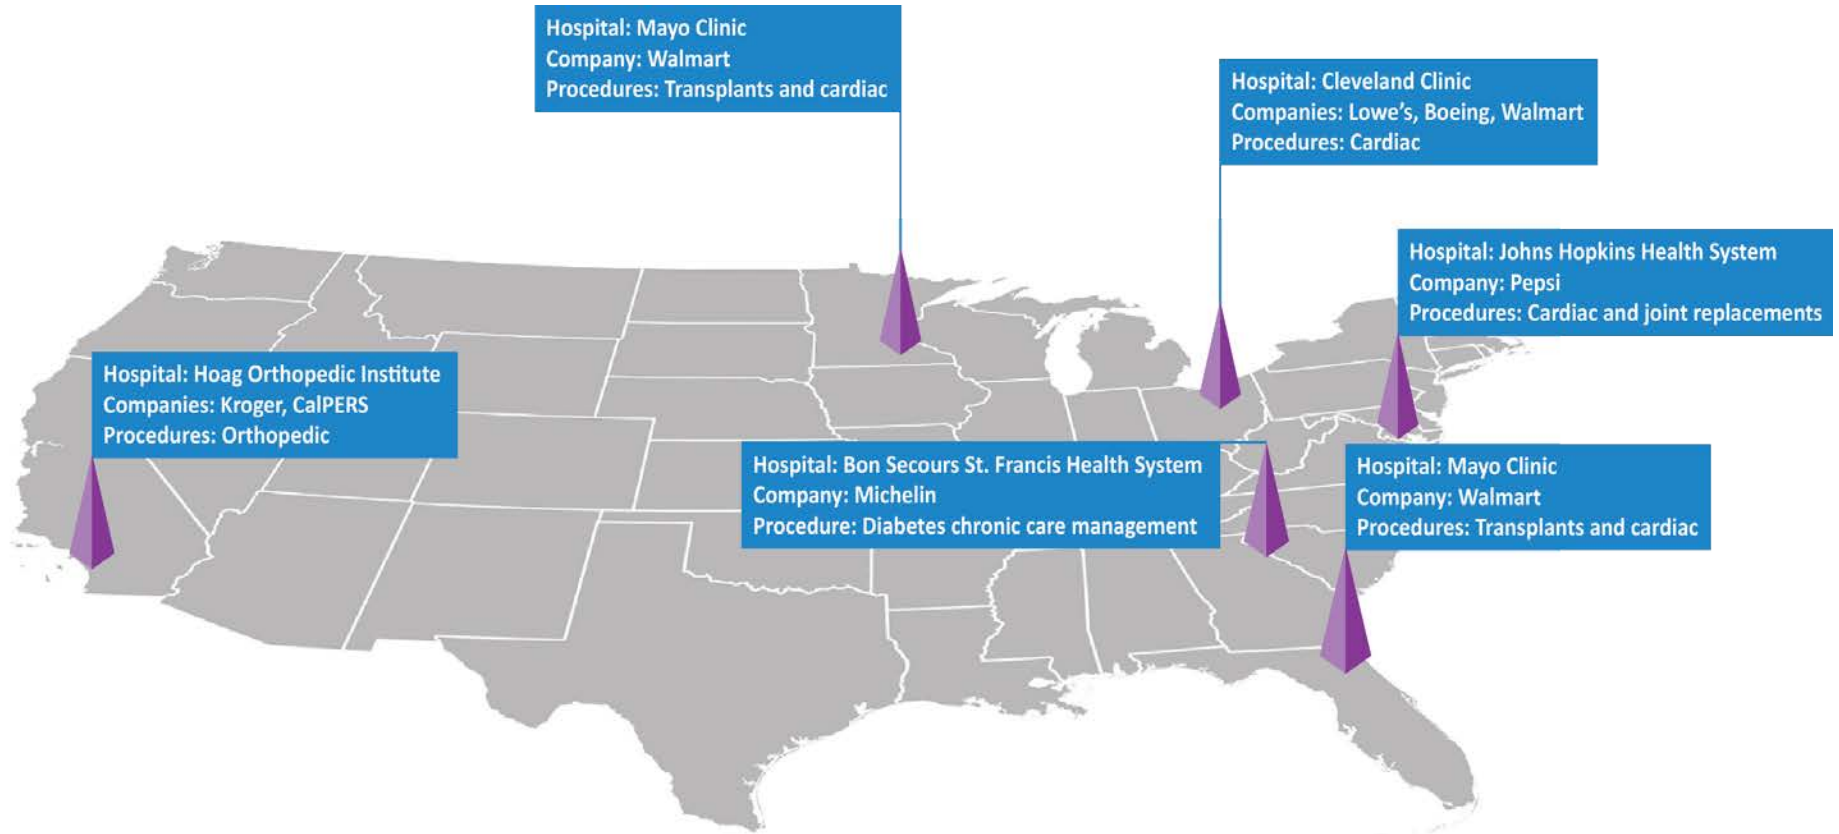 Hospital: Mayo Clinic
Company: Walmart
Procedures: Transplants and cardiac
Hospital: Cleveland Clinic
Companies: Lowe's, Boeing, Walmart
Procedures: Cardiac
Hospital: Johns Hopkins Health System
Company: Pepsi
Procedures: Cardiac and joint replacements
Hospital: Hoag Orthopedic Institute
Companies: Kroger, CalPERS
Procedures: Orthopedic
Hospital: Bon Secours St. Francis Health System
Company: Michelin
Procedure: Diabetes chronic care management
Hospital: Mayo Clinic
Company: Walmart
Procedures: Transplants and cardiac